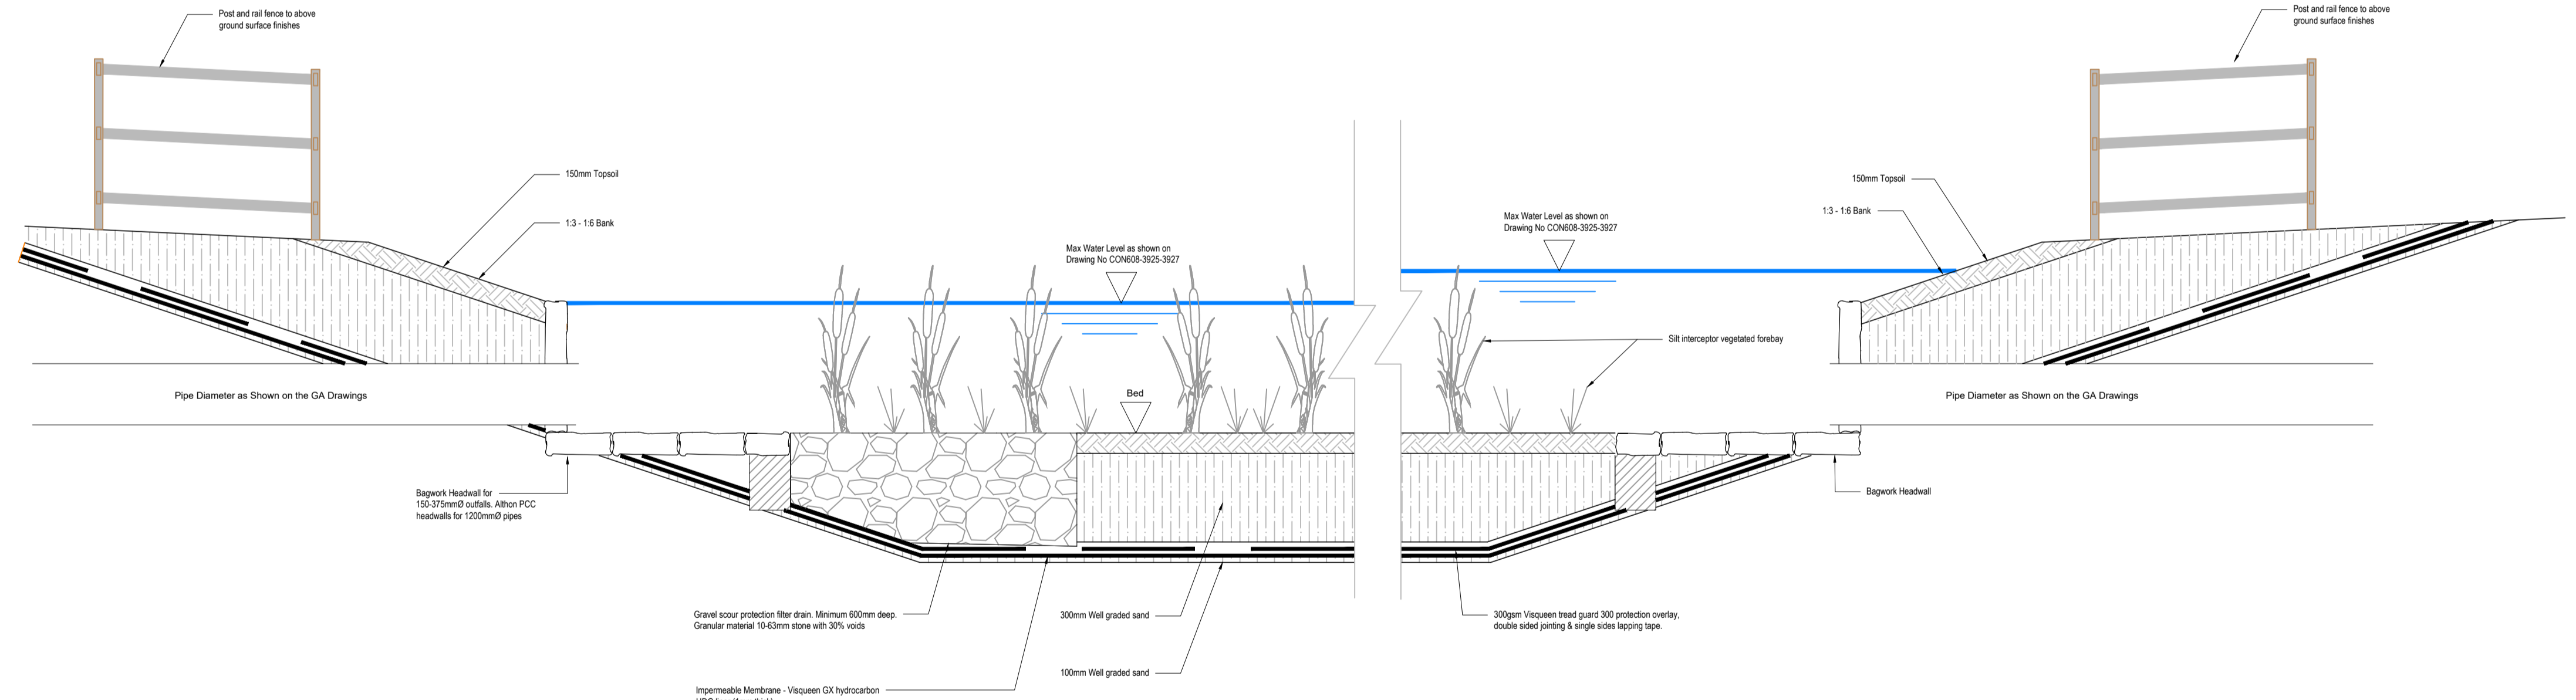 Post and rail fence to above
ground surface finishes
Post and rail fence to above
ground surface finishes
150mm Topsoil
1:3 - 1:6 Bank
150mm Topsoil
1:3 - 1:6 Bank
Max Water Level as shown on
Drawing No CON608-3925-3927
Max Water Level as shown on
Drawing No CON608-3925-3927
Silt interceptor vegetated forebay
Pipe Diameter as Shown on the GA Drawings
Bed
Pipe Diameter as Shown on the GA Drawings
Bagwork Headwall for
150-375mmØ outfalls. Althon PCC
headwalls for 1200mmØ pipes
Bagwork Headwall
Gravel scour protection filter drain. Minimum 600mm deep.
Granular material 10-63mm stone with 30% voids
300mm Well graded sand
300gsm Visqueen tread guard 300 protection overlay,
double sided jointing & single sides lapping tape.
100mm Well graded sand
Impermeable Membrane - Visqueen GX hydrocarbon